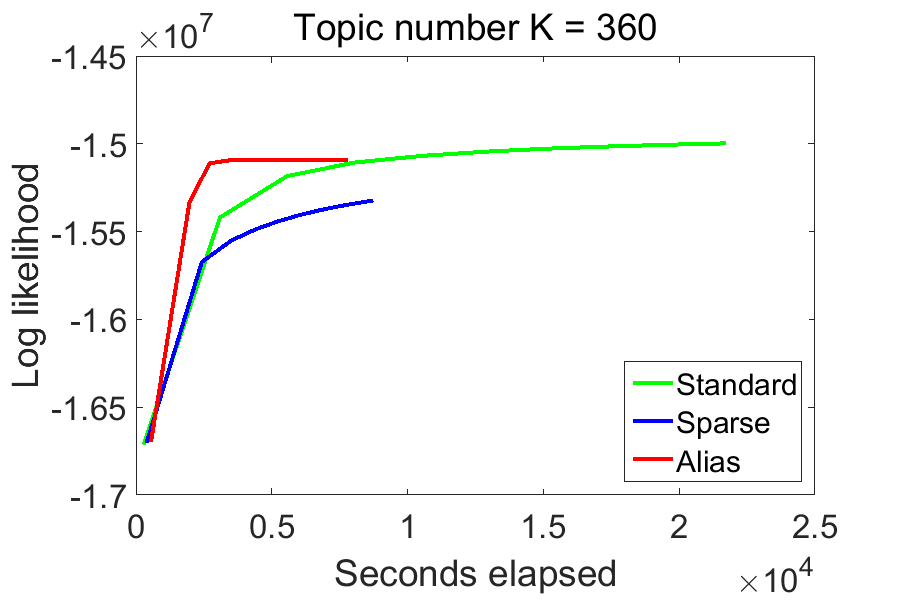 Topic number K = 360
×10^7
-1.45
-1.5
-1.55
-1.6
-1.65
-1.7
Log likelihood
Standard
Sparse
Alias
0 0.5 1 1.5 2 2.5
Seconds elapsed
×10^4